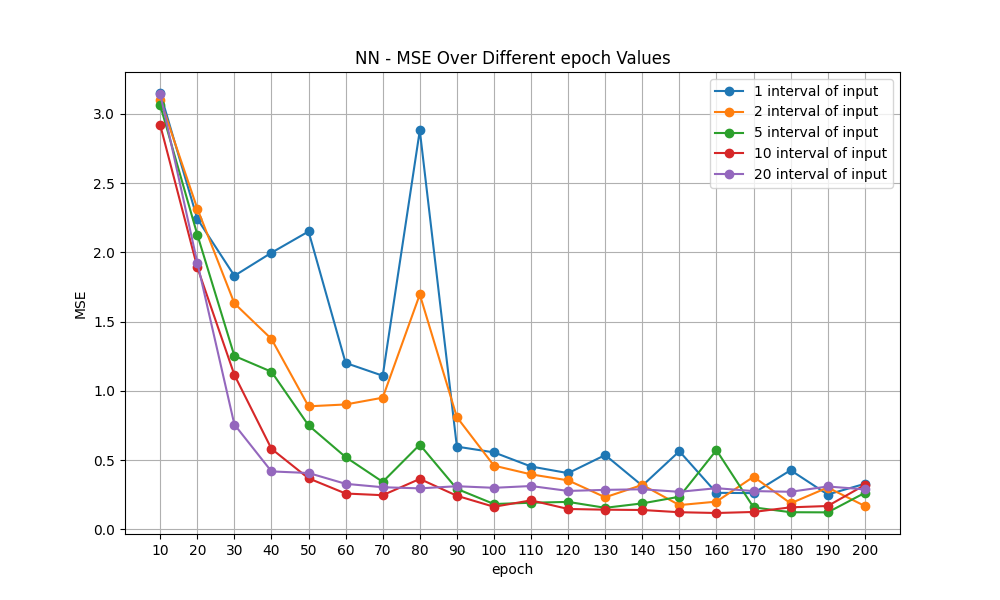 NN - MSE Over Different epoch Values
1 interval of input
2 interval of input
5 interval of input
10 interval of input
20 interval of input
MSE
3.0
2.5
2.0
1.5
1.0
0.5
0.0
10 20 30 40 50 60 70 80 90 100 110 120 130 140 150 160 170 180 190 200
epoch